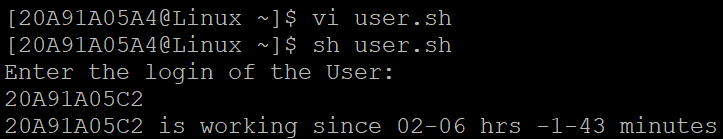 [20A91A05A4@Linux ~]$ vi user.sh
[20A91A05A4@Linux ~]$ sh user.sh
Enter the login of the User:
20A91A05C2
20A91A05C2 is working since 02-06 hrs -1-43 minutes